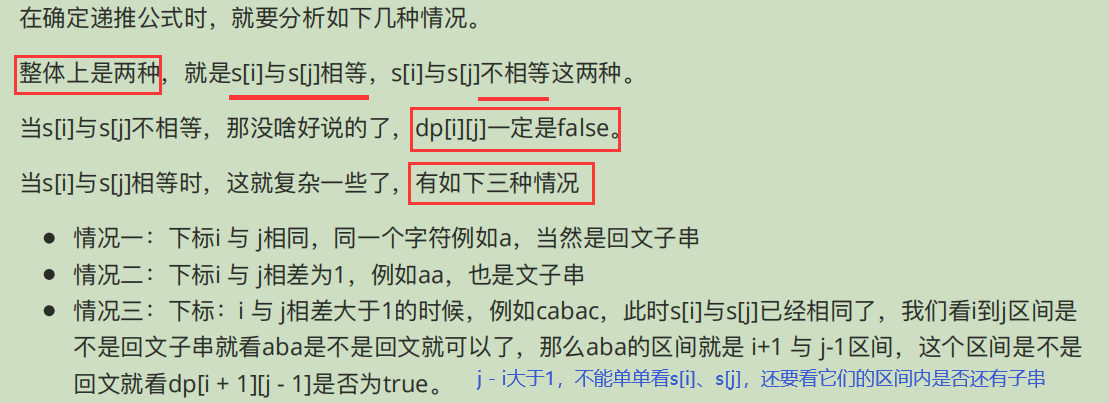 在确定递推公式时，就要分析如下几种情况。
整体上是两种，就是s[i]与s[j]相等，s[i]与s[j]不相等这两种。
当s[i]与s[j]不相等，那没啥好说的了，dp[i][j]一定是false。
当s[i]与s[j]相等时，这就复杂一些了，有如下三种情况
● 情况一：下标i 与 j相同，同一个字符例如a，当然是回文子串
● 情况二：下标i 与 j相差为1，例如aa，也是文子串
● 情况三：下标：i 与 j相差大于1的时候，例如cabac，此时s[i]与s[j]已经相同了，我们看i到j区间是
不是回文子串就看aba是不是回文就可以了，那么aba的区间就是 i+1 与 j-1区间，这个区间是不是
回文就看dp[i + 1][j - 1]是否为true。 j - i大于1，不能单单看s[i]、s[j]，还要看它们的区间内是否还有子串